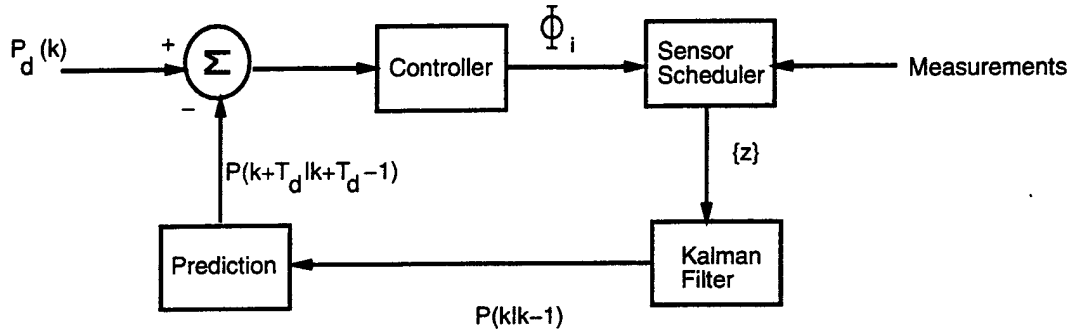 P_d(k)
+
Σ
−
Controller
Φ_i
Sensor
Scheduler
Measurements
{z}
P(k+T_d|k+T_d−1)
Prediction
Kalman
Filter
P(k|k−1)